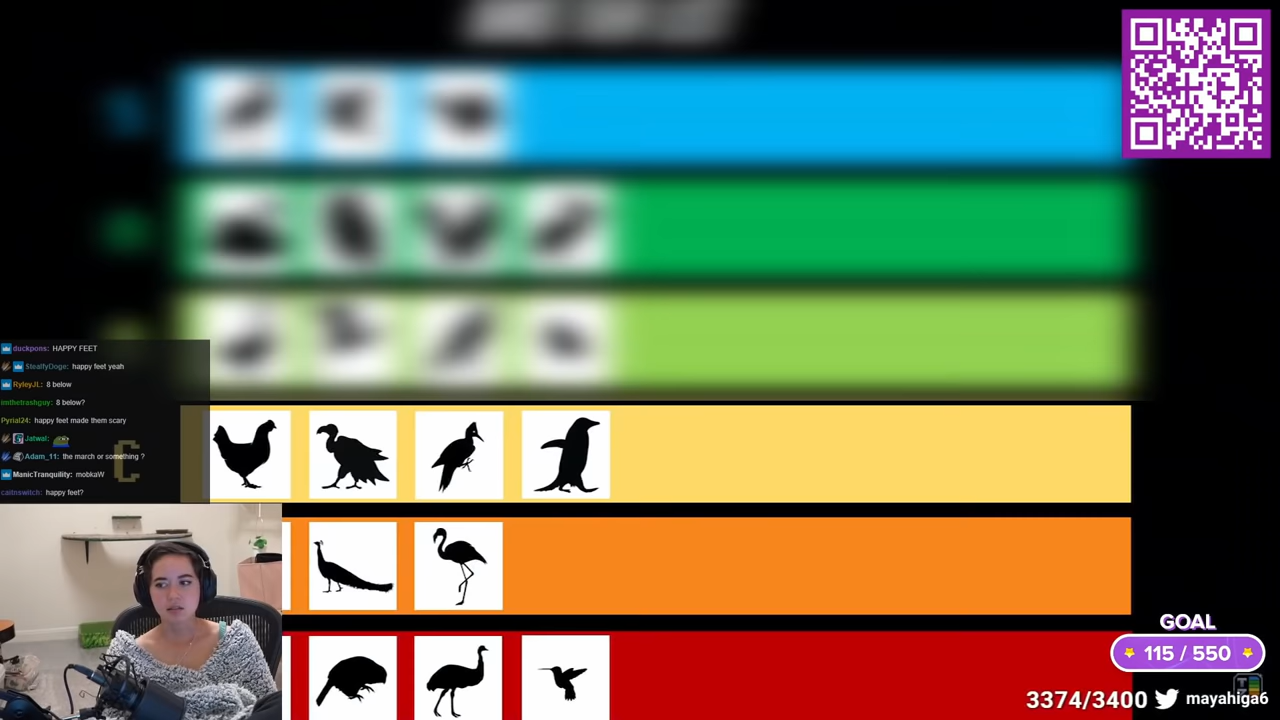 duckpons: HAPPY FEET
StealfyDoge: happy feet yeah
RyleyJL: 8 below
imthetrashguy: 8 below?
Pyrial24: happy feet made them scary
Jatwal:
Adam_11: the march or something ?
ManicTranquility: mobkaW
caitnswitch: happy feet?
C
GOAL
115 / 550
3374/3400 mayahiga6